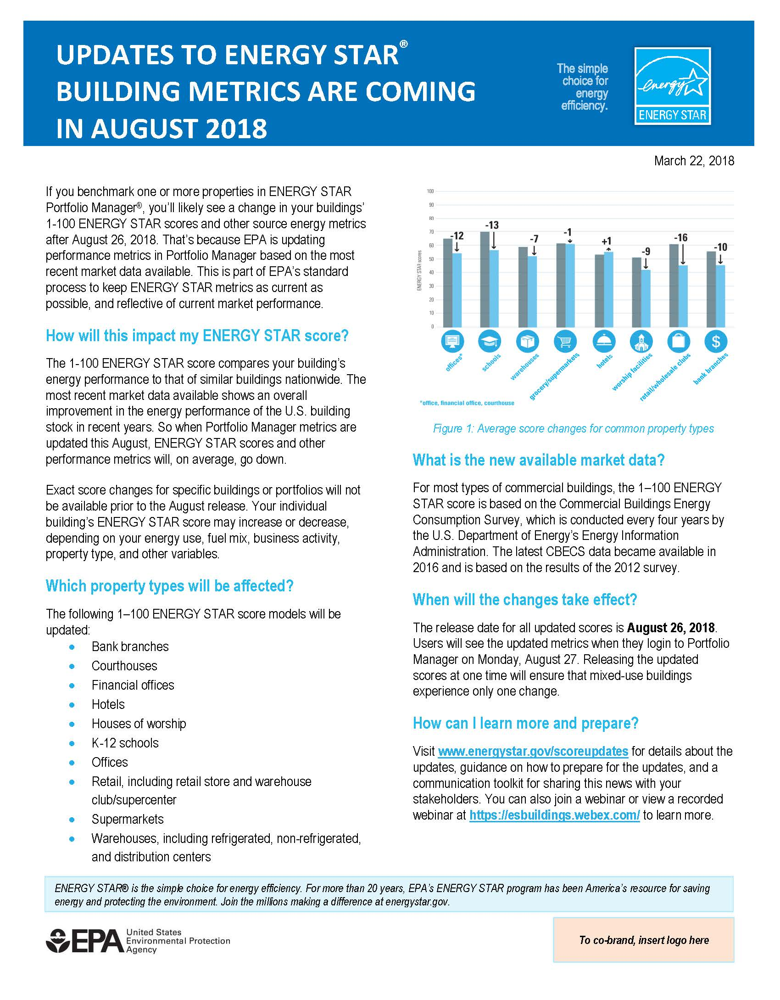 UPDATES TO ENERGY STAR®
BUILDING METRICS ARE COMING
IN AUGUST 2018
The simple
choice for
energy
efficiency.
energy
ENERGY STAR
March 22, 2018
If you benchmark one or more properties in ENERGY STAR
Portfolio Manager®, you’ll likely see a change in your buildings’
1-100 ENERGY STAR scores and other source energy metrics
after August 26, 2018. That’s because EPA is updating
performance metrics in Portfolio Manager based on the most
recent market data available. This is part of EPA’s standard
process to keep ENERGY STAR metrics as current as
possible, and reflective of current market performance.
How will this impact my ENERGY STAR score?
The 1-100 ENERGY STAR score compares your building’s
energy performance to that of similar buildings nationwide. The
most recent market data available shows an overall
improvement in the energy performance of the U.S. building
stock in recent years. So when Portfolio Manager metrics are
updated this August, ENERGY STAR scores and other
performance metrics will, on average, go down.
Exact score changes for specific buildings or portfolios will not
be available prior to the August release. Your individual
building’s ENERGY STAR score may increase or decrease,
depending on your energy use, fuel mix, business activity,
property type, and other variables.
Which property types will be affected?
The following 1–100 ENERGY STAR score models will be
updated:
● Bank branches
● Courthouses
● Financial offices
● Hotels
● Houses of worship
● K-12 schools
● Offices
● Retail, including retail store and warehouse
club/supercenter
● Supermarkets
● Warehouses, including refrigerated, non-refrigerated,
and distribution centers
ENERGY STAR scores
100
90
80
70
60
50
40
30
20
10
0
-12
-13
-7
-1
+1
-9
-16
-10
$
offices*
schools
warehouses
grocery/supermarkets
hotels
worship facilities
retail/wholesale clubs
bank branches
*office, financial office, courthouse
Figure 1: Average score changes for common property types
What is the new available market data?
For most types of commercial buildings, the 1–100 ENERGY
STAR score is based on the Commercial Buildings Energy
Consumption Survey, which is conducted every four years by
the U.S. Department of Energy’s Energy Information
Administration. The latest CBECS data became available in
2016 and is based on the results of the 2012 survey.
When will the changes take effect?
The release date for all updated scores is August 26, 2018.
Users will see the updated metrics when they login to Portfolio
Manager on Monday, August 27. Releasing the updated
scores at one time will ensure that mixed-use buildings
experience only one change.
How can I learn more and prepare?
Visit www.energystar.gov/scoreupdates for details about the
updates, guidance on how to prepare for the updates, and a
communication toolkit for sharing this news with your
stakeholders. You can also join a webinar or view a recorded
webinar at https://esbuildings.webex.com/ to learn more.
ENERGY STAR® is the simple choice for energy efficiency. For more than 20 years, EPA’s ENERGY STAR program has been America’s resource for saving
energy and protecting the environment. Join the millions making a difference at energystar.gov.
EPA
United States
Environmental Protection
Agency
To co-brand, insert logo here